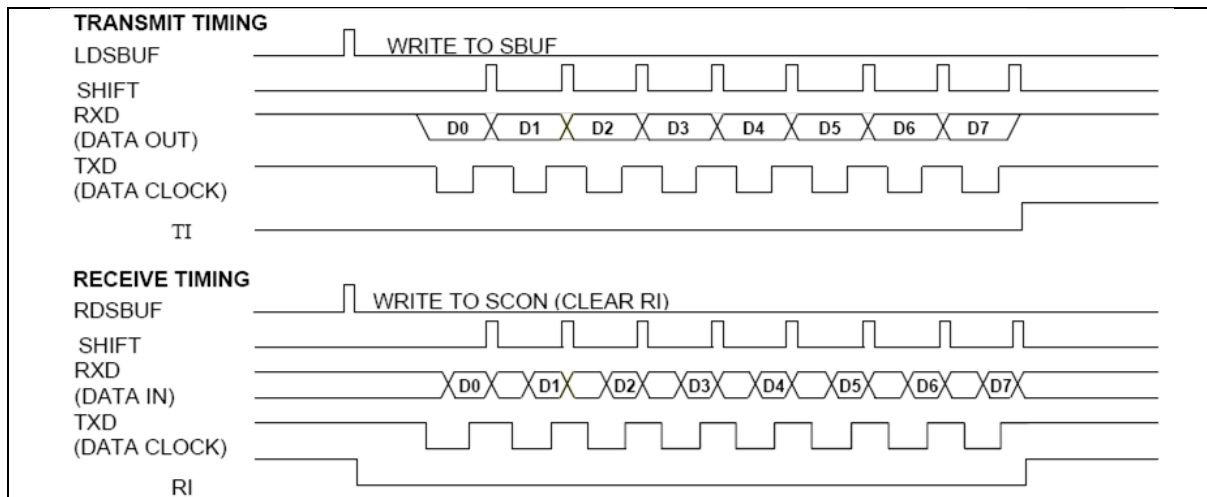 TRANSMIT TIMING
LDSBUF
WRITE TO SBUF
SHIFT
RXD
(DATA OUT)
D0 D1 D2 D3 D4 D5 D6 D7
TXD
(DATA CLOCK)
TI
RECEIVE TIMING
RDSBUF
WRITE TO SCON (CLEAR RI)
SHIFT
RXD
(DATA IN)
D0 D1 D2 D3 D4 D5 D6 D7
TXD
(DATA CLOCK)
RI